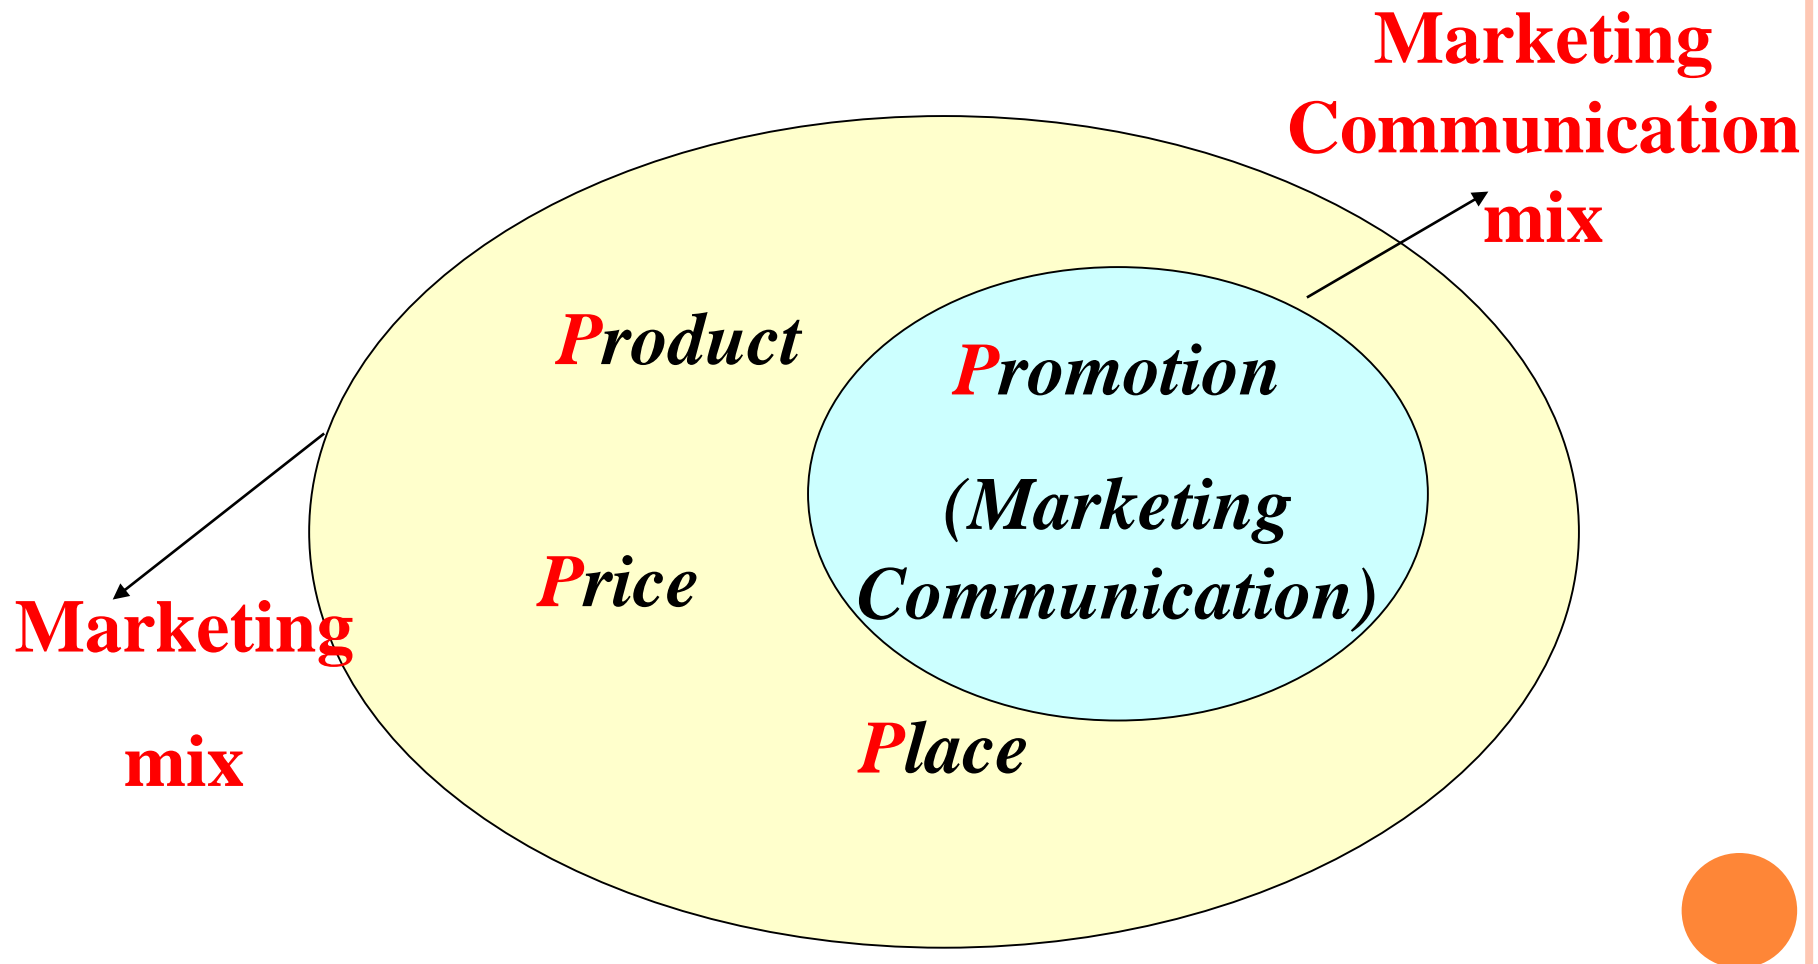 Marketing
Communication
mix
Product
Promotion
(Marketing
Communication)
Price
Marketing
mix
Place